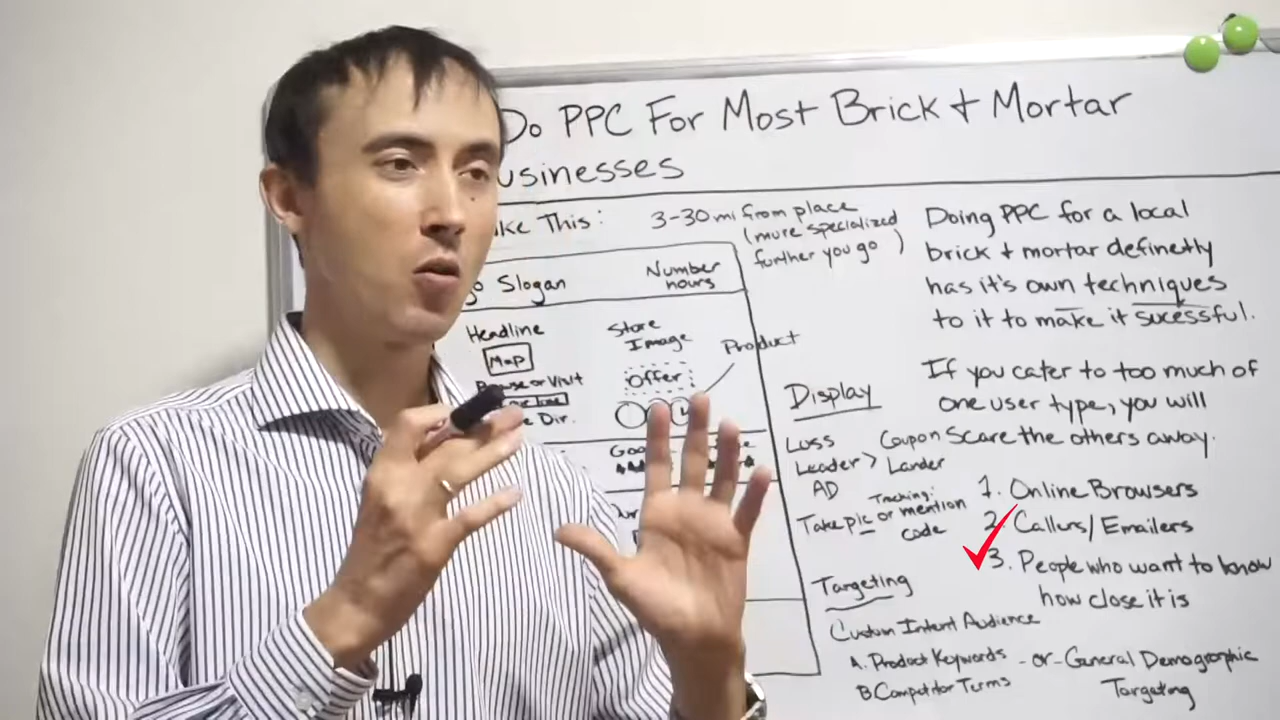 Do PPC For Most Brick + Mortar
usinesses
ke This:
3-30 mi from place
(more specialized
further you go)
Slogan
Number
hours
Headline
Map
or Visit
Dir.
Store
Image
Offer
Product
Display
Loss
Leader >
AD
Coupon
Lander
Take pic or mention
Tracking:
code
Targeting
Custom Intent Audience
A. Product Keywords
B Competitor Terms
-or- General Demographic
Targeting
Doing PPC for a local
brick + mortar definetly
has it's own techniques
to it to make it sucessful.
If you cater to too much of
one user type, you will
Scare the others away.
1. Online Browsers
2. Callers/Emailers
3. People who want to know
how close it is